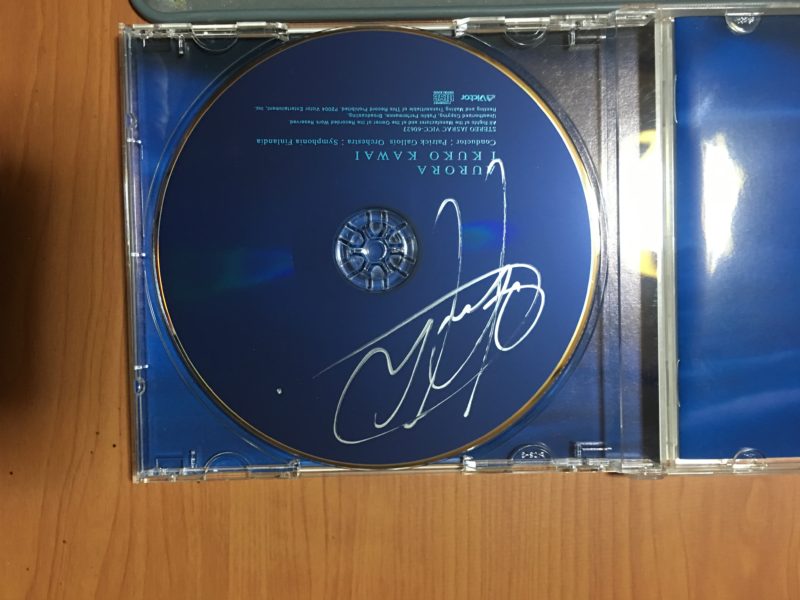 AURORA
IKUKO KAWAI
Conductor : Patrick Gallois Orchestra : Symphonia Finlandia
STEREO JASRAC VICC-60427
All Rights of the Manufacturer and of the Owner of the Recorded Work Reserved.
Unauthorized Copying, Public Performance, Broadcasting,
Renting and Making Transmittable of This Record Prohibited. ℗2004 Victor Entertainment, Inc.
Victor